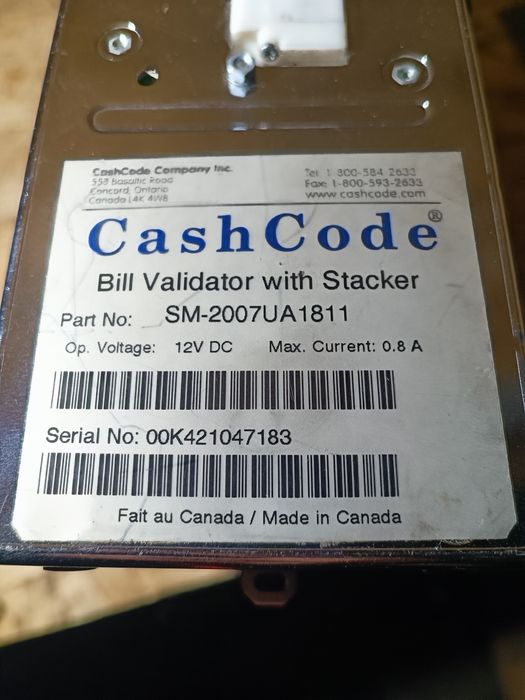 CashCode Company Inc.
558 Basaltic Road
Concord, Ontario
Canada L4K 4W8
Tel: 1-800-584-2633
Fax: 1-800-593-2633
www.cashcode.com
CashCode®
Bill Validator with Stacker
Part No: SM-2007UA1811
Op. Voltage: 12V DC Max. Current: 0.8 A
Serial No: 00K421047183
Fait au Canada / Made in Canada